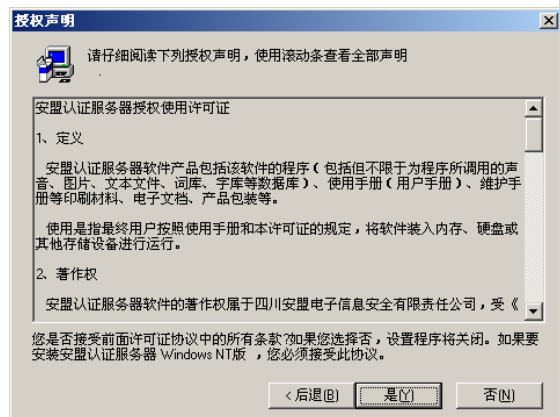 授权声明
请仔细阅读下列授权声明，使用滚动条查看全部声明
.
安盟认证服务器授权使用许可证
1、定义
安盟认证服务器软件产品包括该软件的程序（包括但不限于为程序所调用的声
音、图片、文本文件、词库、字库等数据库）、使用手册（用户手册）、维护手
册等印刷材料、电子文档、产品包装等。
使用是指最终用户按照使用手册和本许可证的规定，将软件装入内存、硬盘或
其他存储设备进行运行。
2、著作权
安盟认证服务器软件的著作权属于四川安盟电子信息安全有限责任公司，受《
您是否接受前面许可证协议中的所有条款?如果您选择否，设置程序将关闭。如果要
安装安盟认证服务器 Windows NT版 ，您必须接受此协议。
<后退(B) 是(Y) 否(N)